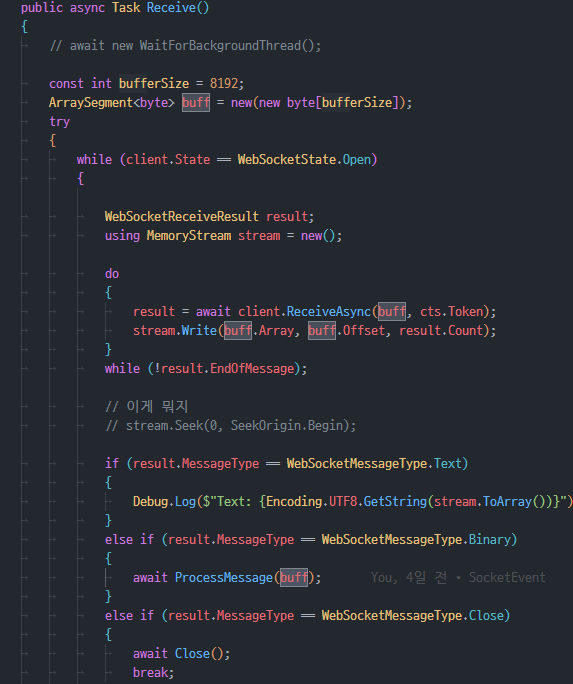 public async Task Receive()
{
// await new WaitForBackgroundThread();
const int bufferSize = 8192;
ArraySegment<byte> buff = new(new byte[bufferSize]);
try
{
while (client.State == WebSocketState.Open)
{
WebSocketReceiveResult result;
using MemoryStream stream = new();
do
{
result = await client.ReceiveAsync(buff, cts.Token);
stream.Write(buff.Array, buff.Offset, result.Count);
}
while (!result.EndOfMessage);
// 이게 뭐지
// stream.Seek(0, SeekOrigin.Begin);
if (result.MessageType == WebSocketMessageType.Text)
{
Debug.Log($"Text: {Encoding.UTF8.GetString(stream.ToArray())}")
}
else if (result.MessageType == WebSocketMessageType.Binary)
{
await ProcessMessage(buff); You, 4일 전 • SocketEvent
}
else if (result.MessageType == WebSocketMessageType.Close)
{
await Close();
break;